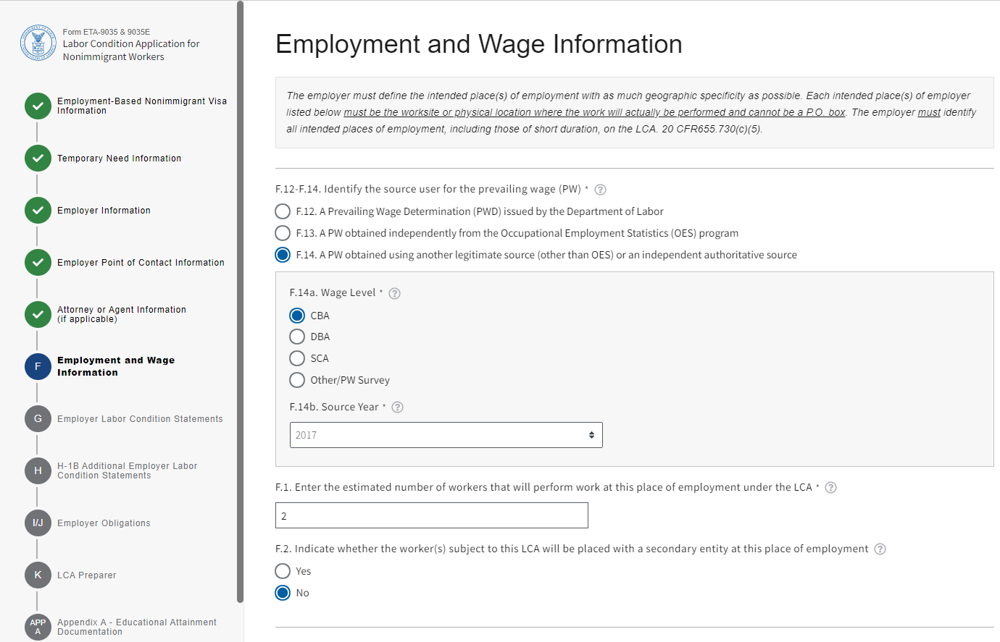 Form ETA-9035 & 9035E
Labor Condition Application for
Nonimmigrant Workers
Employment-Based Nonimmigrant Visa
Information
Temporary Need Information
Employer Information
Employer Point of Contact Information
Attorney or Agent Information
(if applicable)
F
Employment and Wage
Information
G
Employer Labor Condition Statements
H
H-1B Additional Employer Labor
Condition Statements
I/J
Employer Obligations
K
LCA Preparer
APP
A
Appendix A - Educational Attainment
Documentation
Employment and Wage Information
The employer must define the intended place(s) of employment with as much geographic specificity as possible. Each intended place(s) of employer
listed below must be the worksite or physical location where the work will actually be performed and cannot be a P.O. box. The employer must identify
all intended places of employment, including those of short duration, on the LCA. 20 CFR655.730(c)(5).
F.12-F.14. Identify the source user for the prevailing wage (PW) * ?
F.12. A Prevailing Wage Determination (PWD) issued by the Department of Labor
F.13. A PW obtained independently from the Occupational Employment Statistics (OES) program
F.14. A PW obtained using another legitimate source (other than OES) or an independent authoritative source
F.14a. Wage Level * ?
CBA
DBA
SCA
Other/PW Survey
F.14b. Source Year * ?
2017
F.1. Enter the estimated number of workers that will perform work at this place of employment under the LCA * ?
2
F.2. Indicate whether the worker(s) subject to this LCA will be placed with a secondary entity at this place of employment ?
Yes
No